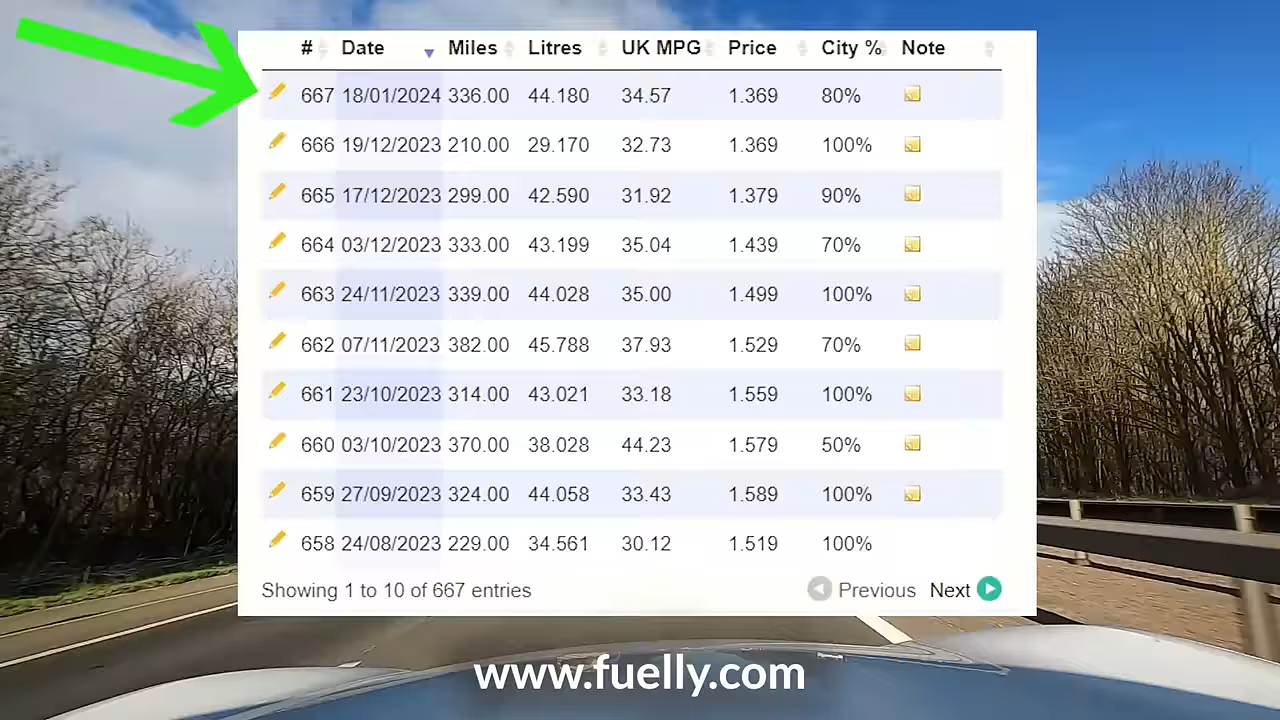 # Date Miles Litres UK MPG Price City % Note
667 18/01/2024 336.00 44.180 34.57 1.369 80%
666 19/12/2023 210.00 29.170 32.73 1.369 100%
665 17/12/2023 299.00 42.590 31.92 1.379 90%
664 03/12/2023 333.00 43.199 35.04 1.439 70%
663 24/11/2023 339.00 44.028 35.00 1.499 100%
662 07/11/2023 382.00 45.788 37.93 1.529 70%
661 23/10/2023 314.00 43.021 33.18 1.559 100%
660 03/10/2023 370.00 38.028 44.23 1.579 50%
659 27/09/2023 324.00 44.058 33.43 1.589 100%
658 24/08/2023 229.00 34.561 30.12 1.519 100%
Showing 1 to 10 of 667 entries Previous Next
www.fuelly.com